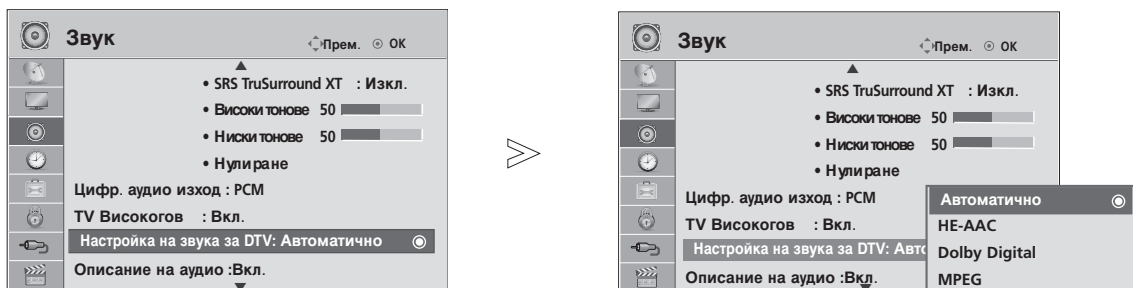 Звук
Прем. OK
• SRS TruSurround XT : Изкл.
• Високи тонове 50
• Ниски тонове 50
• Нулиране
Цифр. аудио изход : PCM
TV Високогов : Вкл.
Настройка на звука за DTV: Автоматично
Описание на аудио :Вкл.
Звук
Прем. OK
• SRS TruSurround XT : Изкл.
• Високи тонове 50
• Ниски тонове 50
• Нулиране
Цифр. аудио изход : PCM
TV Високогов : Вкл.
Настройка на звука за DTV: Авто
Описание на аудио :Вкл.
Автоматично
HE-AAC
Dolby Digital
MPEG